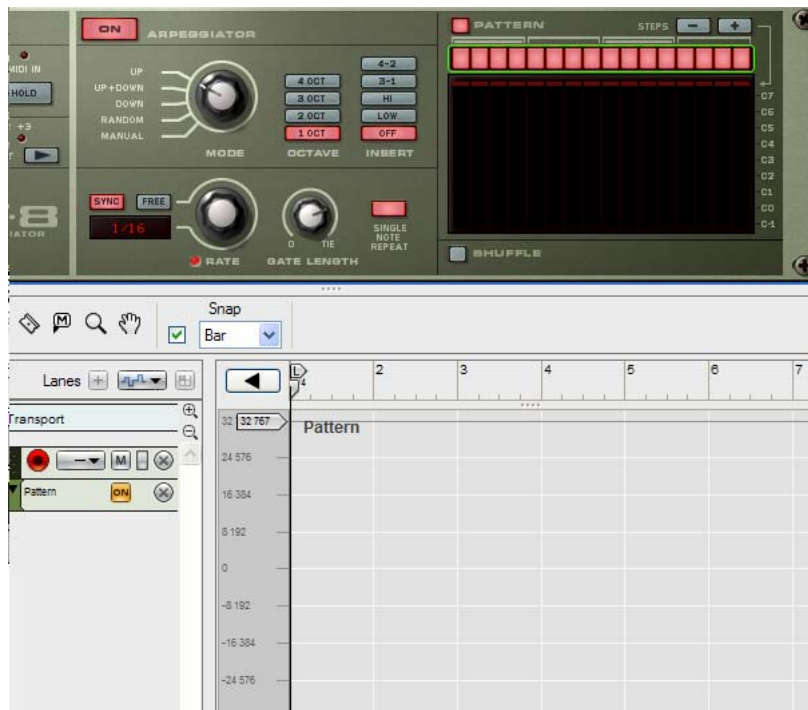 ON
ARPEGGIATOR
MIDI IN
HOLD
+3
UP
UP+DOWN
DOWN
RANDOM
MANUAL
MODE
4 OCT
3 OCT
2 OCT
1 OCT
OCTAVE
4-2
3-1
HI
LOW
OFF
INSERT
SYNC
FREE
1/16
RATE
0
TIE
GATE LENGTH
SINGLE
NOTE
REPEAT
PATTERN
STEPS
C7
C6
C5
C4
C3
C2
C1
C0
C-1
SHUFFLE
M
Snap
Bar
Lanes
Transport
M
Pattern
ON
L
4
2
3
4
5
6
7
32 767
Pattern
24 576
16 384
8 192
0
-8 192
-16 384
-24 576